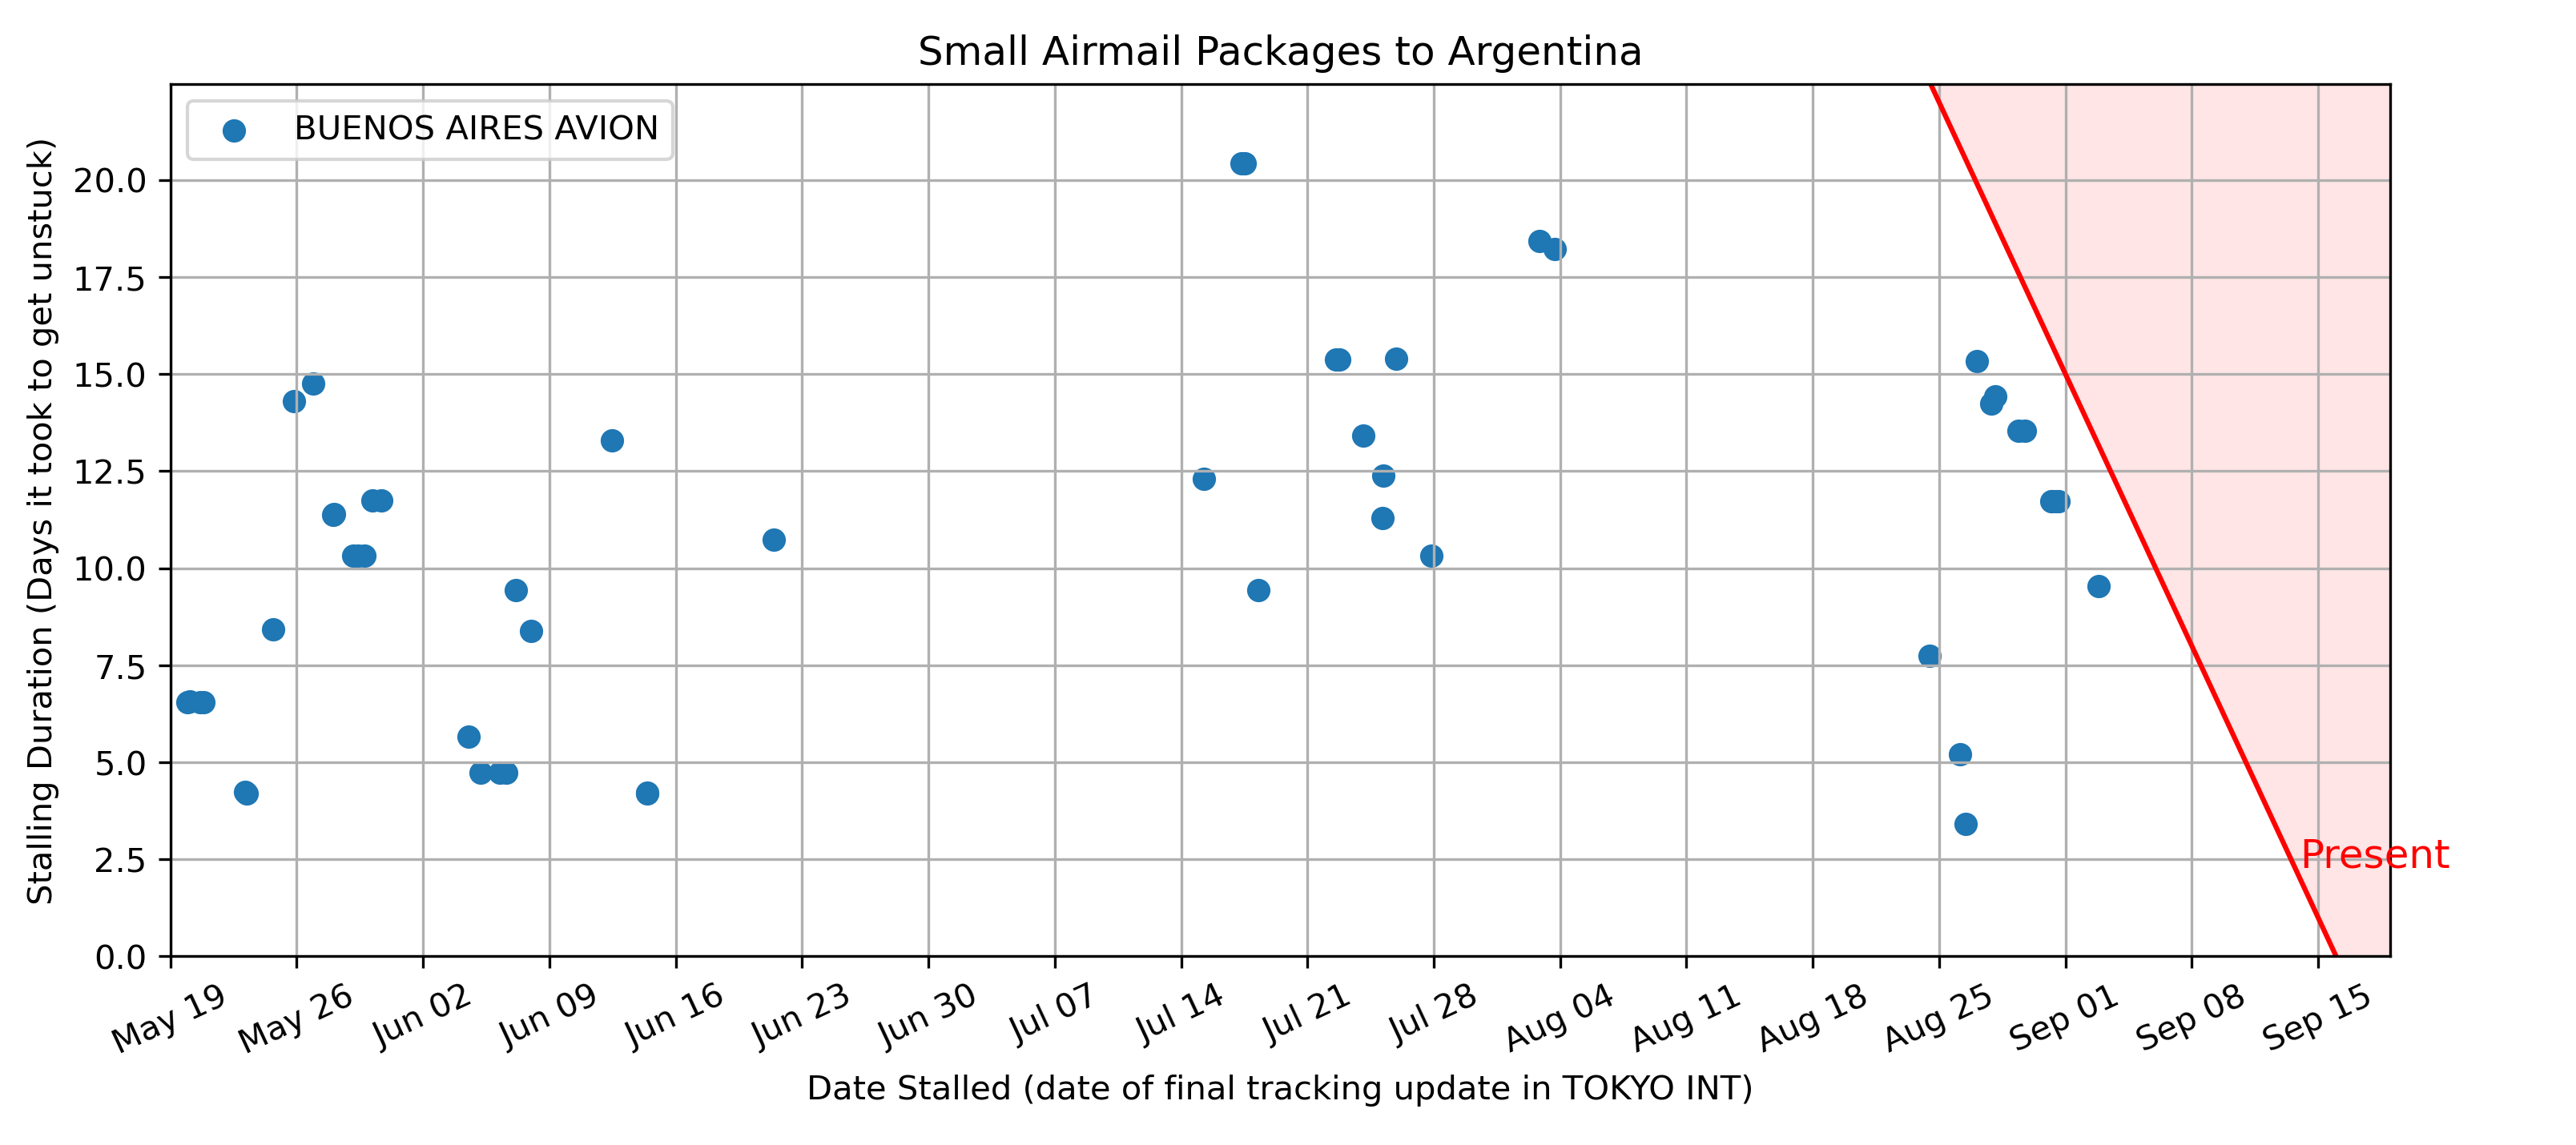 Small Airmail Packages to Argentina
BUENOS AIRES AVION
Stalling Duration (Days it took to get unstuck)
20.0
17.5
15.0
12.5
10.0
7.5
5.0
2.5
0.0
Present
May 19
May 26
Jun 02
Jun 09
Jun 16
Jun 23
Jun 30
Jul 07
Jul 14
Jul 21
Jul 28
Aug 04
Aug 11
Aug 18
Aug 25
Sep 01
Sep 08
Sep 15
Date Stalled (date of final tracking update in TOKYO INT)